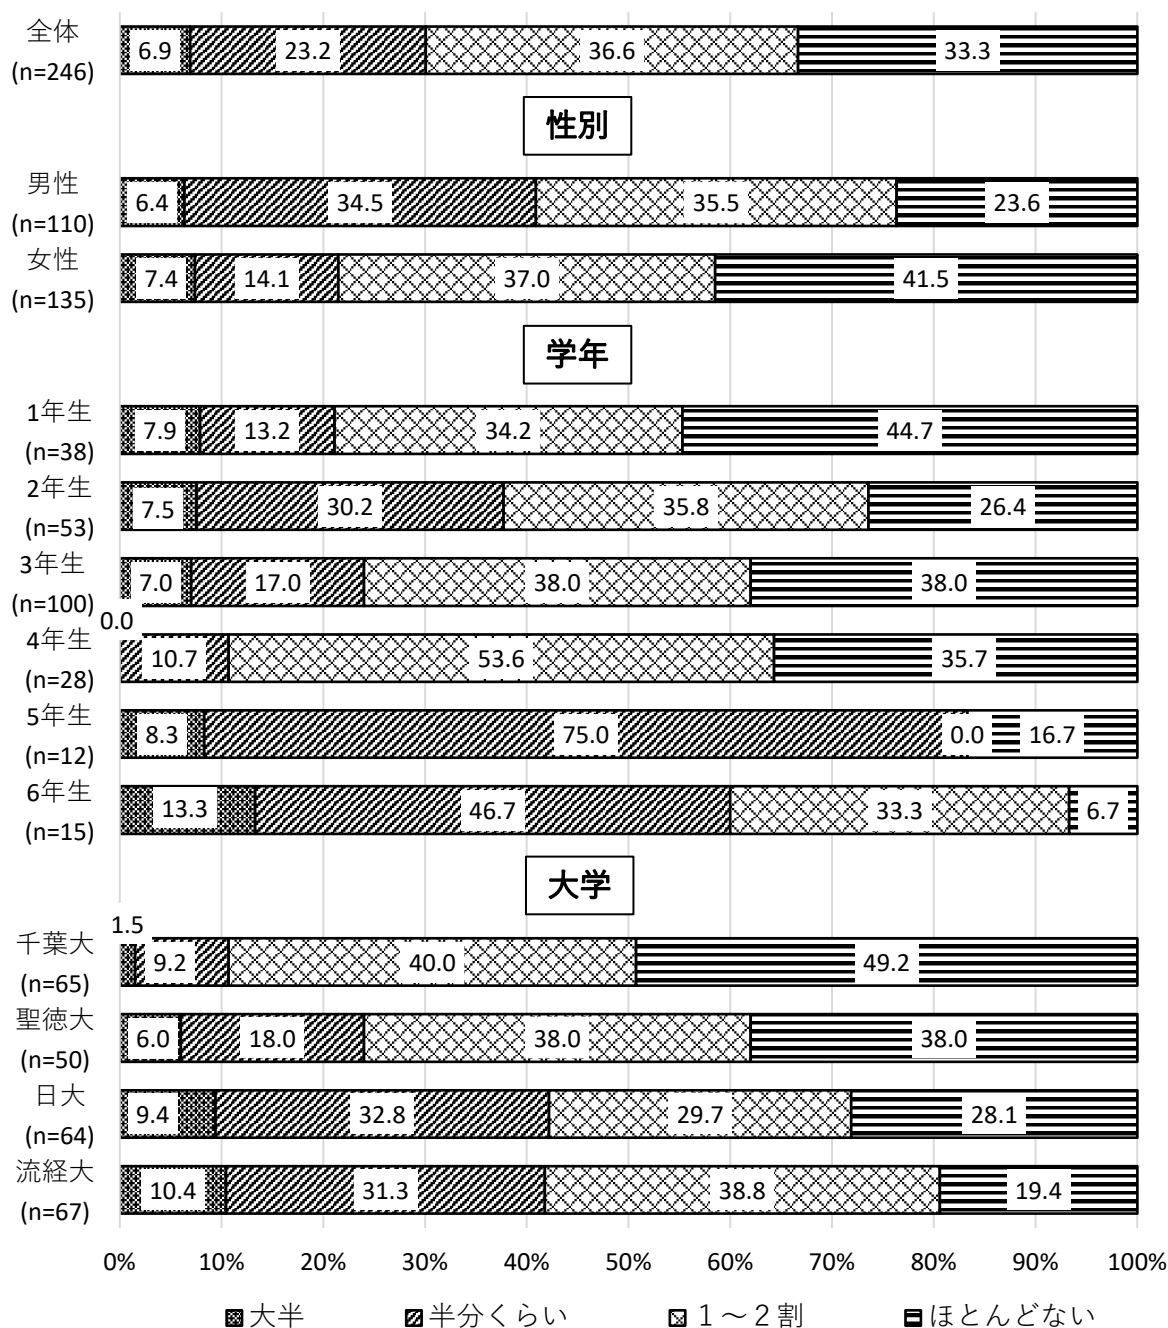 全体
(n=246)
6.9 23.2 36.6 33.3
性別
男性
(n=110)
6.4 34.5 35.5 23.6
女性
(n=135)
7.4 14.1 37.0 41.5
学年
1年生
(n=38)
7.9 13.2 34.2 44.7
2年生
(n=53)
7.5 30.2 35.8 26.4
3年生
(n=100)
7.0 17.0 38.0 38.0
4年生
(n=28)
0.0 10.7 53.6 35.7
5年生
(n=12)
8.3 75.0 0.0 16.7
6年生
(n=15)
13.3 46.7 33.3 6.7
大学
千葉大
(n=65)
1.5 9.2 40.0 49.2
聖徳大
(n=50)
6.0 18.0 38.0 38.0
日大
(n=64)
9.4 32.8 29.7 28.1
流経大
(n=67)
10.4 31.3 38.8 19.4
0% 10% 20% 30% 40% 50% 60% 70% 80% 90% 100%
大半 半分くらい 1～2割 ほとんどない